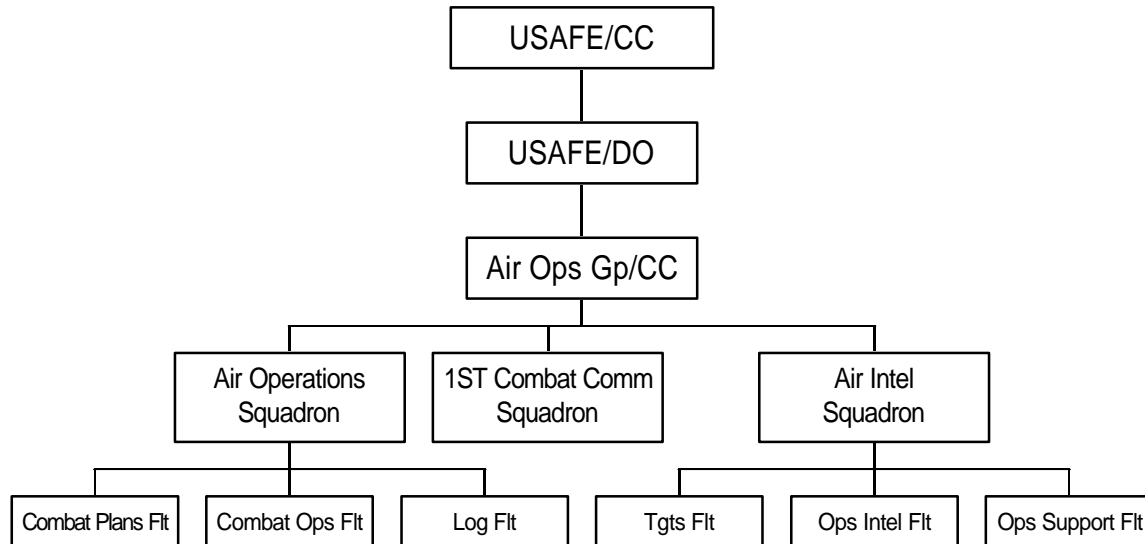 USAFE/CC
USAFE/DO
Air Ops Gp/CC
Air Operations
Squadron
1ST Combat Comm
Squadron
Air Intel
Squadron
Combat Plans Flt
Combat Ops Flt
Log Flt
Tgts Flt
Ops Intel Flt
Ops Support Flt